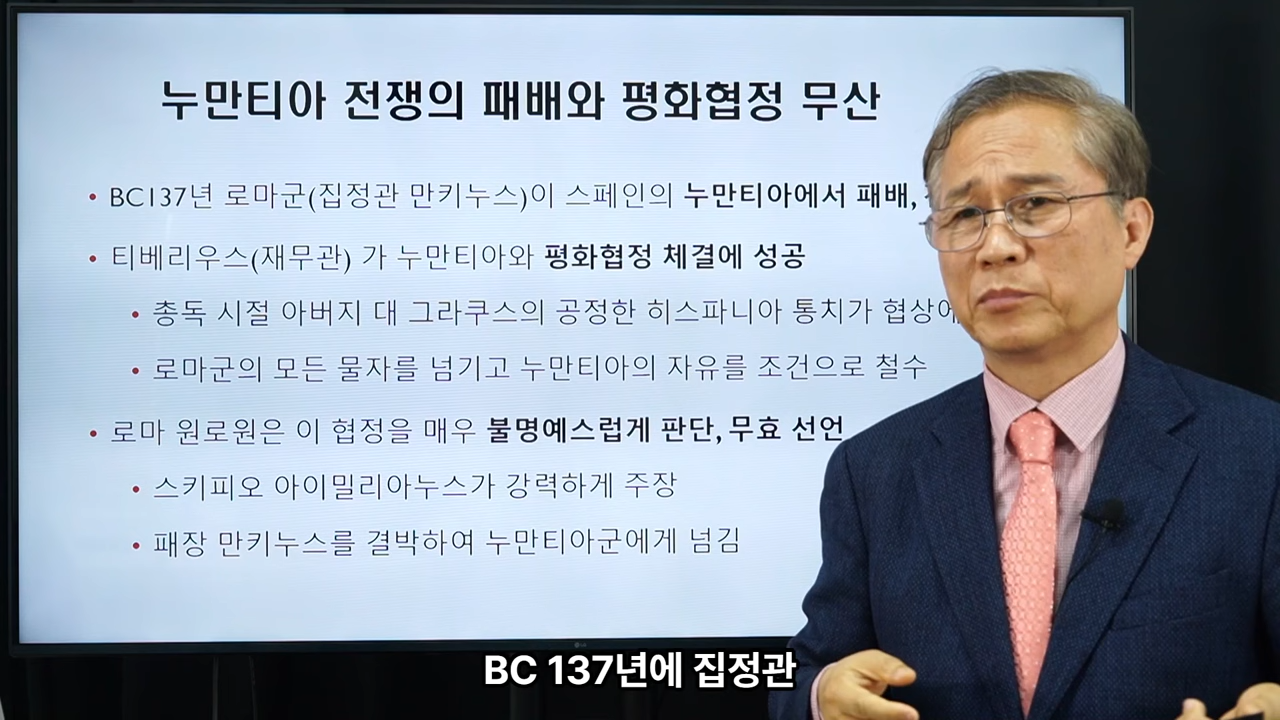 누만티아 전쟁의 패배와 평화협정 무산
• BC137년 로마군(집정관 만키누스)이 스페인의 누만티아에서 패배,
• 티베리우스(재무관) 가 누만티아와 평화협정 체결에 성공
• 총독 시절 아버지 대 그라쿠스의 공정한 히스파니아 통치가 협상에
• 로마군의 모든 물자를 넘기고 누만티아의 자유를 조건으로 철수
• 로마 원로원은 이 협정을 매우 불명예스럽게 판단, 무효 선언
• 스키피오 아이밀리아누스가 강력하게 주장
• 패장 만키누스를 결박하여 누만티아군에게 넘김
BC 137년에 집정관